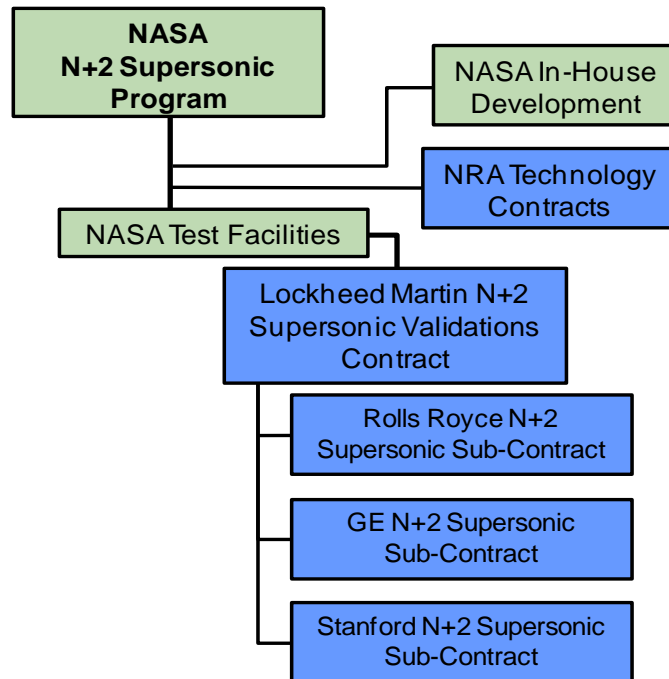 NASA
N+2 Supersonic
Program
NASA In-House
Development
NRA Technology
Contracts
NASA Test Facilities
Lockheed Martin N+2
Supersonic Validations
Contract
Rolls Royce N+2
Supersonic Sub-Contract
GE N+2 Supersonic
Sub-Contract
Stanford N+2 Supersonic
Sub-Contract